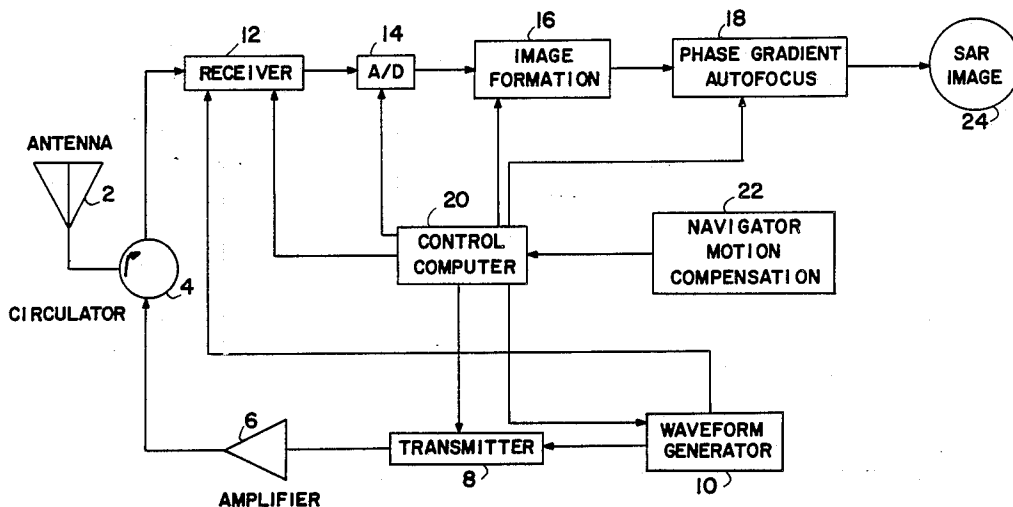 12
RECEIVER
14
A/D
16
IMAGE
FORMATION
18
PHASE GRADIENT
AUTOFOCUS
SAR
IMAGE
24
ANTENNA
2
20
CONTROL
COMPUTER
22
NAVIGATOR
MOTION
COMPENSATION
4
CIRCULATOR
6
AMPLIFIER
TRANSMITTER
8
WAVEFORM
GENERATOR
10